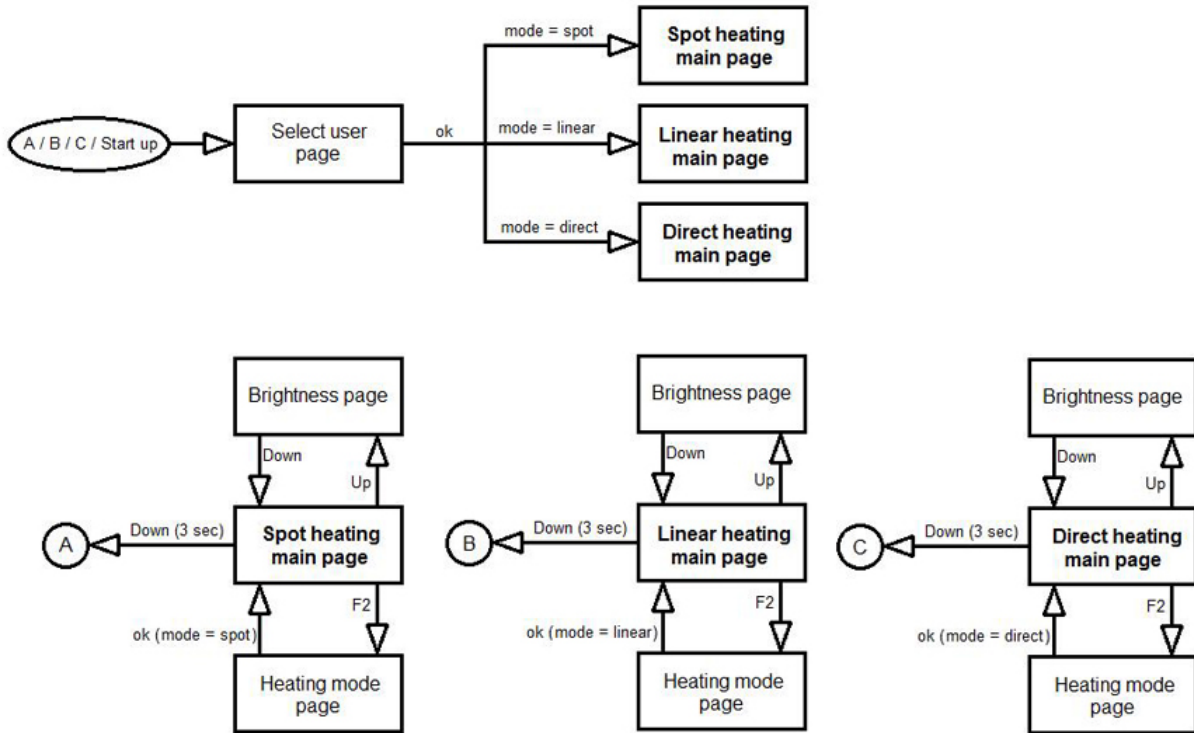 mode = spot
Spot heating
main page
A / B / C / Start up
Select user
page
ok
mode = linear
Linear heating
main page
mode = direct
Direct heating
main page
Brightness page
Down
Up
A
Down (3 sec)
Spot heating
main page
F2
ok (mode = spot)
Heating mode
page
Brightness page
Down
Up
B
Down (3 sec)
Linear heating
main page
F2
ok (mode = linear)
Heating mode
page
Brightness page
Down
Up
C
Down (3 sec)
Direct heating
main page
F2
ok (mode = direct)
Heating mode
page